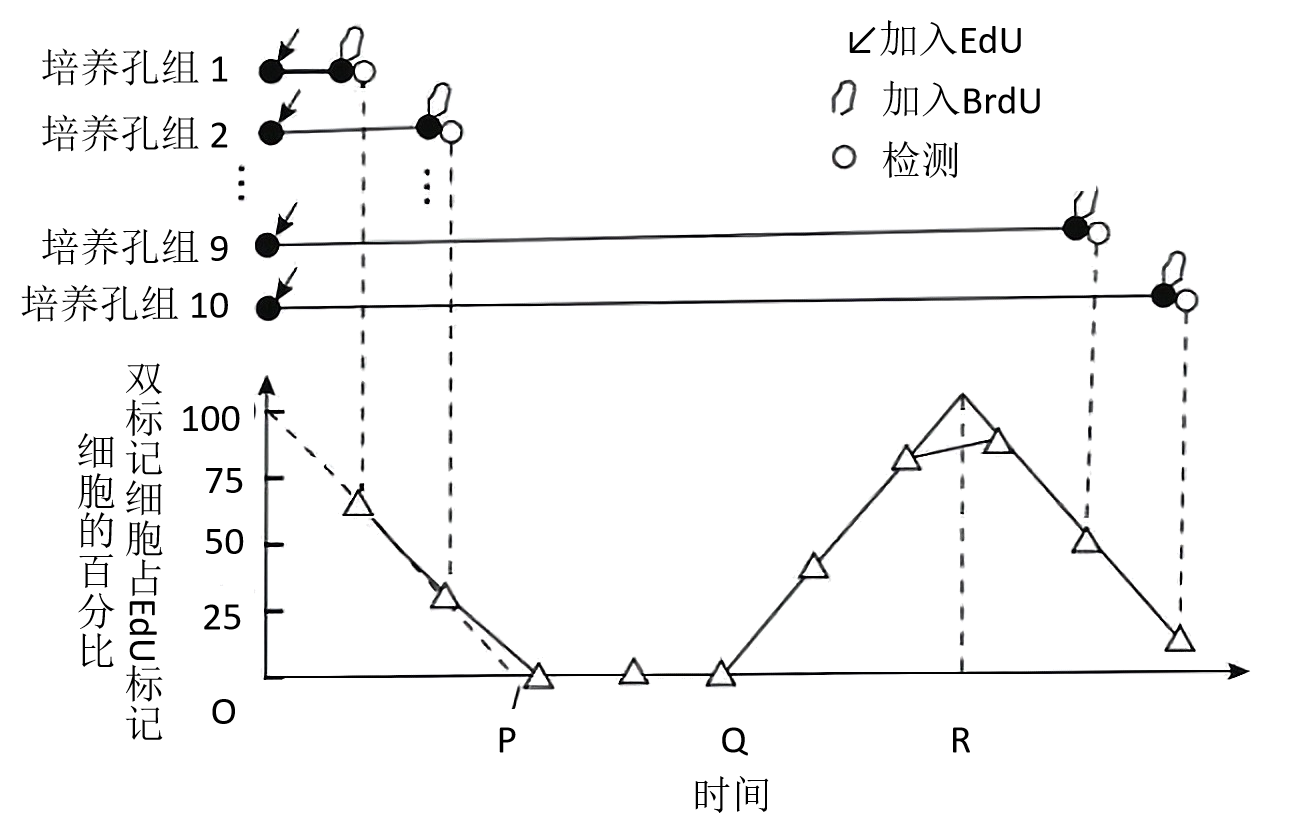 培养孔组 1
培养孔组 2
培养孔组 9
培养孔组 10
↙加入EdU
加入BrdU
检测
双标记细胞占EdU标记
细胞的百分比
100
75
50
25
O
P
Q
R
时间